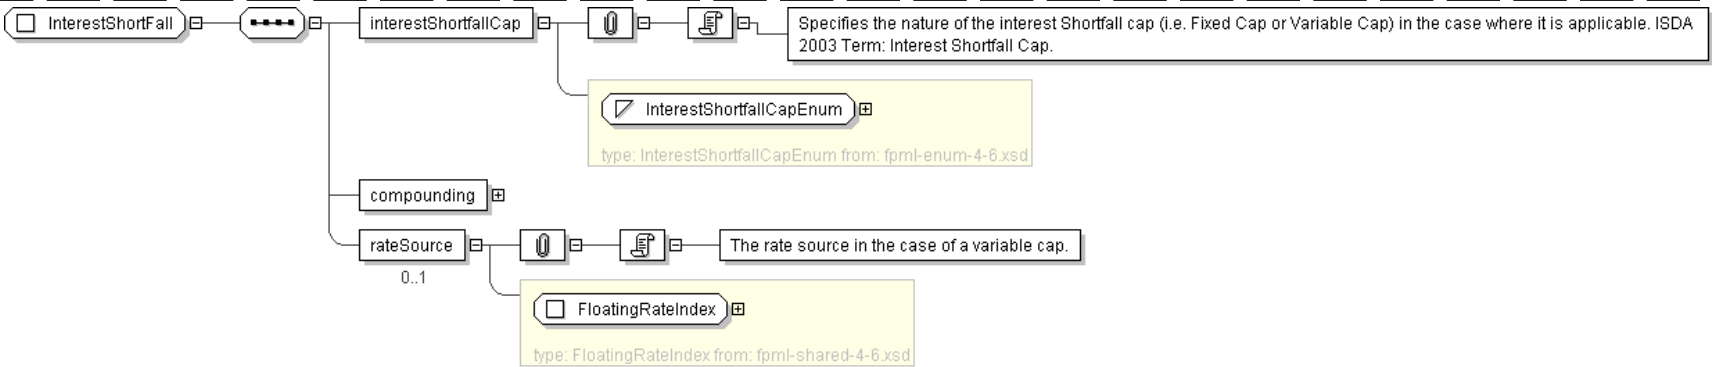 InterestShortFall
interestShortfallCap
Specifies the nature of the interest Shortfall cap (i.e. Fixed Cap or Variable Cap) in the case where it is applicable. ISDA
2003 Term: Interest Shortfall Cap.
InterestShortfallCapEnum
type: InterestShortfallCapEnum from: fpml-enum-4-6.xsd
compounding
rateSource
The rate source in the case of a variable cap.
0..1
FloatingRateIndex
type: FloatingRateIndex from: fpml-shared-4-6.xsd